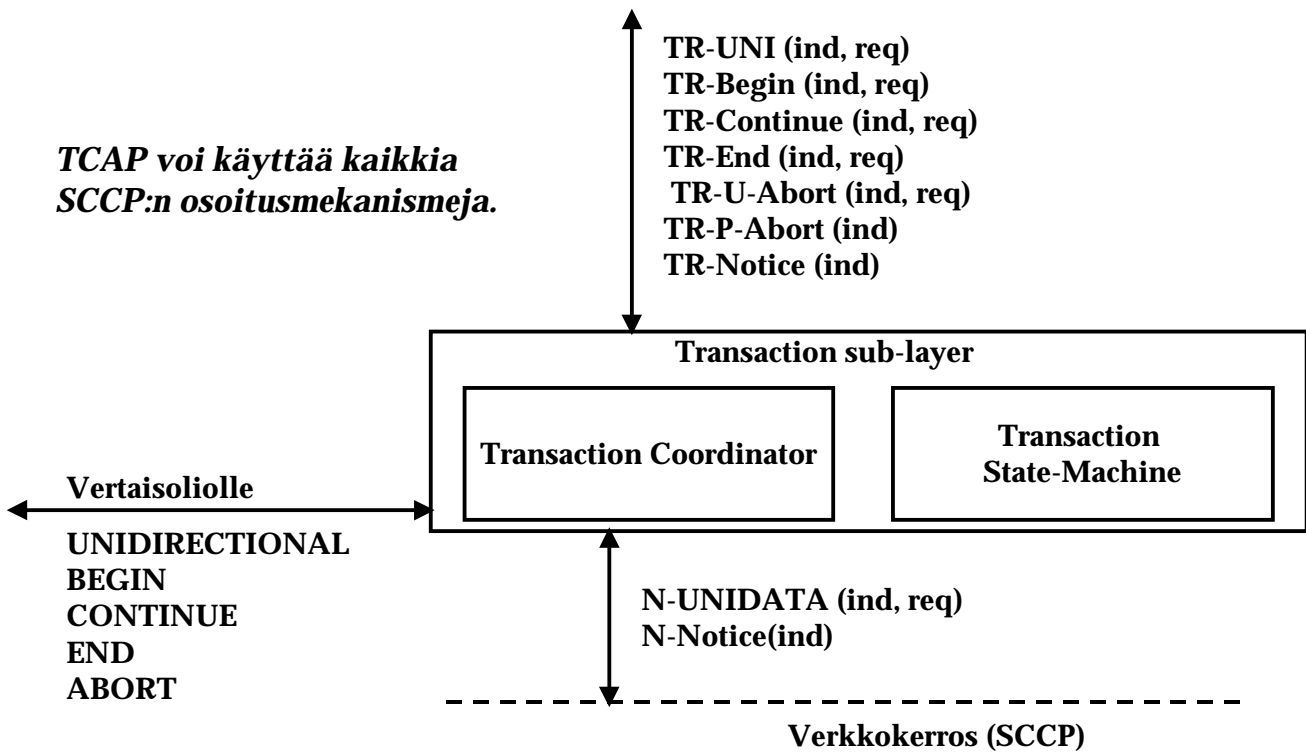 TR-UNI (ind, req)
TR-Begin (ind, req)
TR-Continue (ind, req)
TR-End (ind, req)
TR-U-Abort (ind, req)
TR-P-Abort (ind)
TR-Notice (ind)
TCAP voi käyttää kaikkia
SCCP:n osoitusmekanismeja.
Transaction sub-layer
Transaction Coordinator
Transaction
State-Machine
Vertaisoliolle
UNIDIRECTIONAL
BEGIN
CONTINUE
END
ABORT
N-UNIDATA (ind, req)
N-Notice(ind)
Verkkokerros (SCCP)